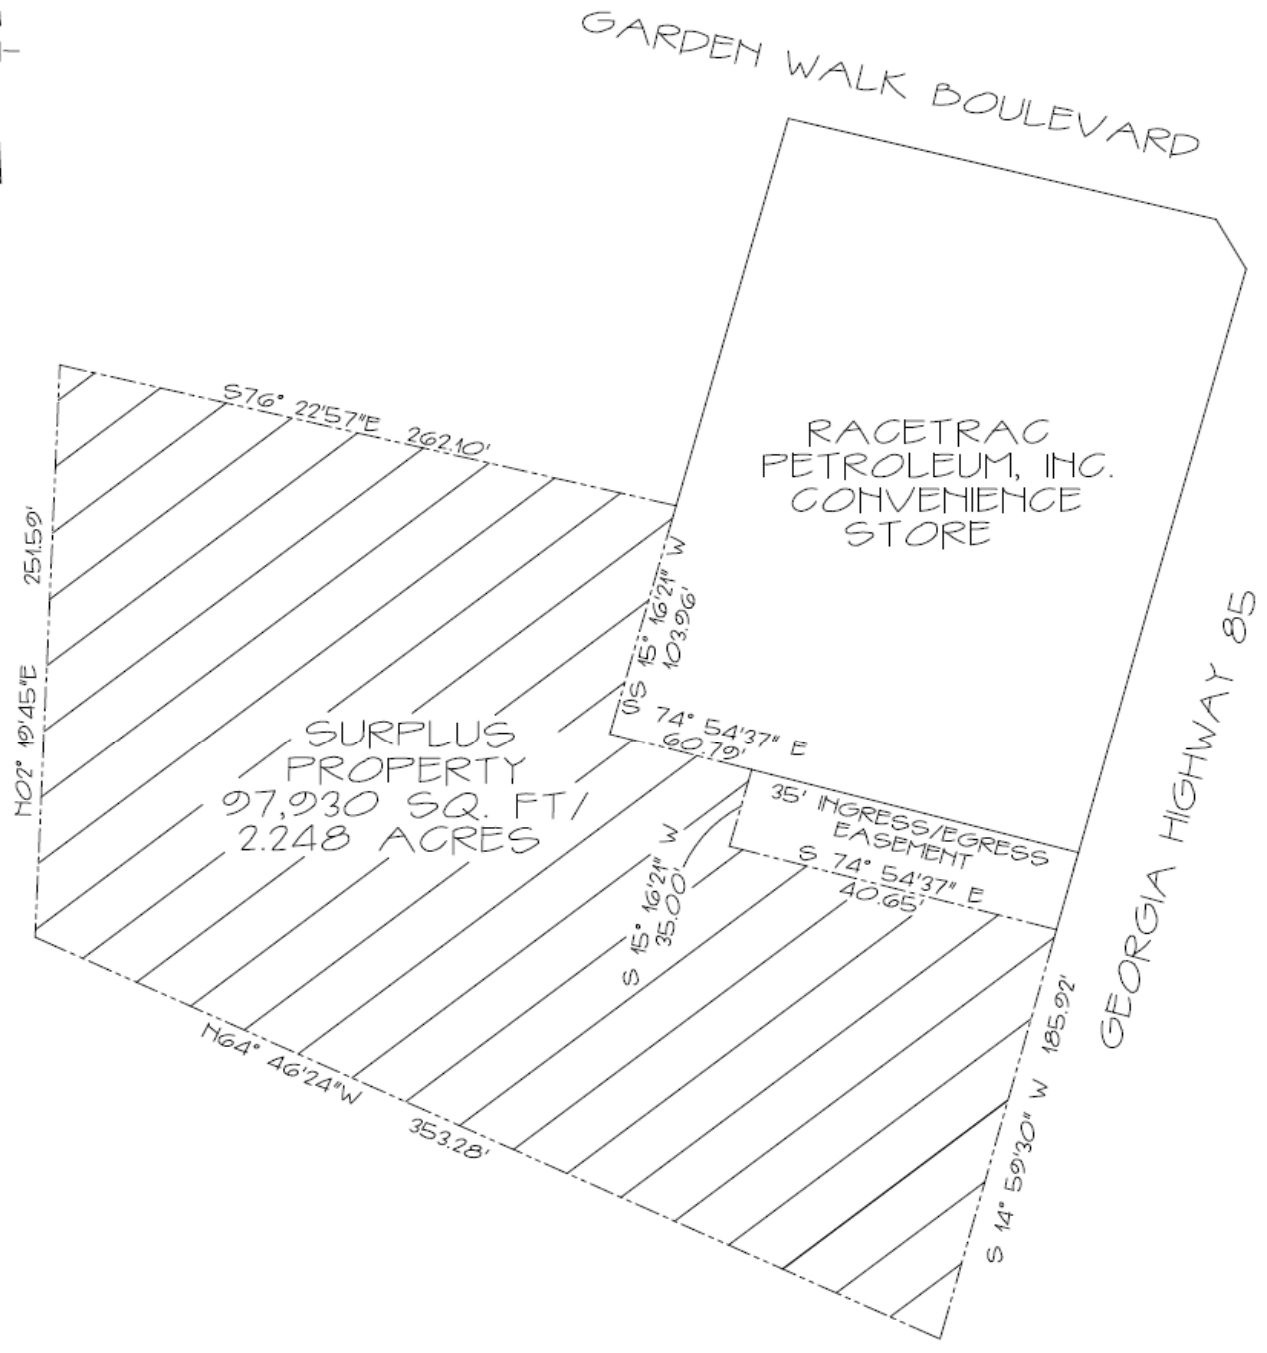 GARDEN WALK BOULEVARD
RACETRAC
PETROLEUM, INC.
CONVENIENCE
STORE
S76° 22'57"E 262.10'
N02° 19'45"E 251.59'
SS 15° 16'21" W
103.96'
S 74° 54'37" E
60.79'
SURPLUS
PROPERTY
97,930 SQ. FT/
2.248 ACRES
35' INGRESS/EGRESS
EASEMENT
S 74° 54'37" E
40.65'
S 15° 16'21" W
35.00'
N64° 46'24"W 353.28'
S 14° 59'30" W 185.92'
GEORGIA HIGHWAY 85